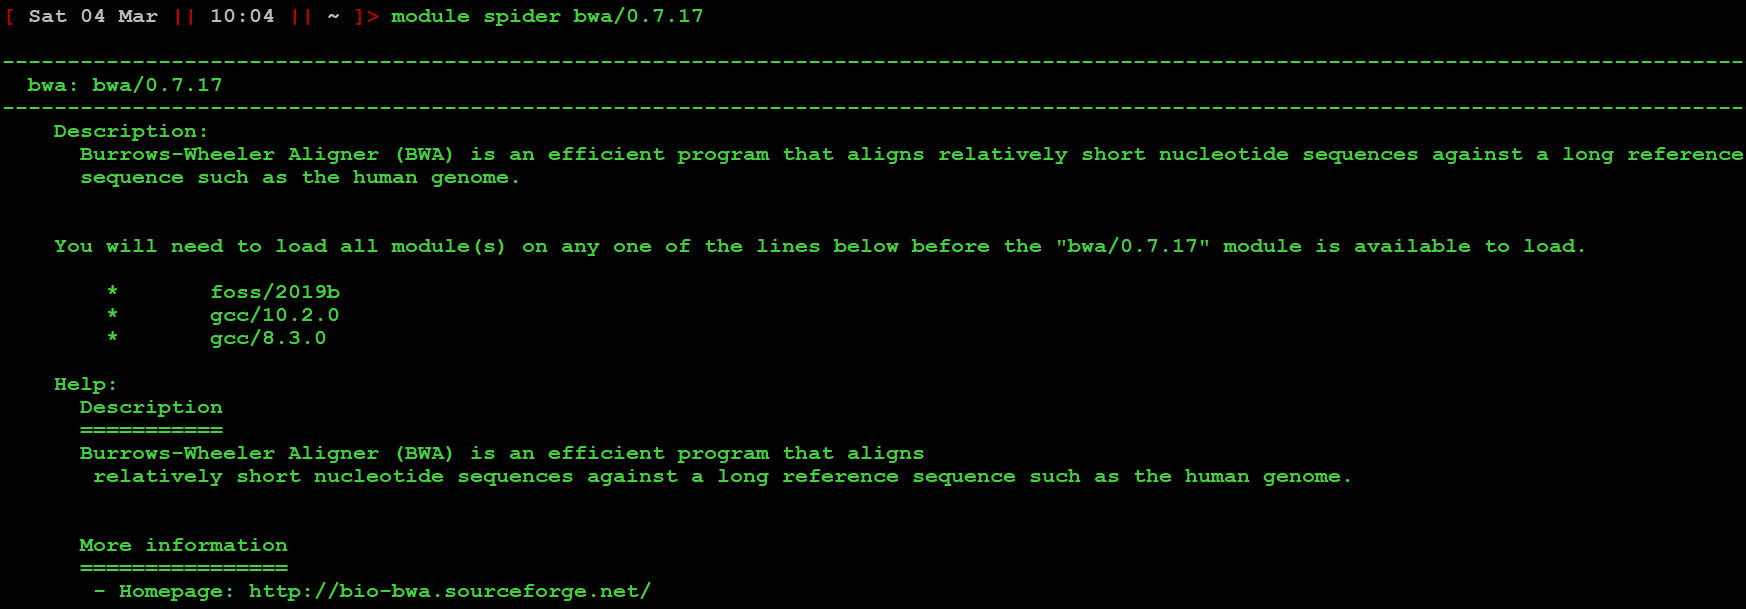 [ Sat 04 Mar || 10:04 || ~ ]> module spider bwa/0.7.17
--------------------------------------------------------------------------------------------------------------------------------------
bwa: bwa/0.7.17
--------------------------------------------------------------------------------------------------------------------------------------
Description:
Burrows-Wheeler Aligner (BWA) is an efficient program that aligns relatively short nucleotide sequences against a long reference
sequence such as the human genome.
You will need to load all module(s) on any one of the lines below before the "bwa/0.7.17" module is available to load.
* foss/2019b
* gcc/10.2.0
* gcc/8.3.0
Help:
Description
===========
Burrows-Wheeler Aligner (BWA) is an efficient program that aligns
relatively short nucleotide sequences against a long reference sequence such as the human genome.
More information
================
- Homepage: http://bio-bwa.sourceforge.net/